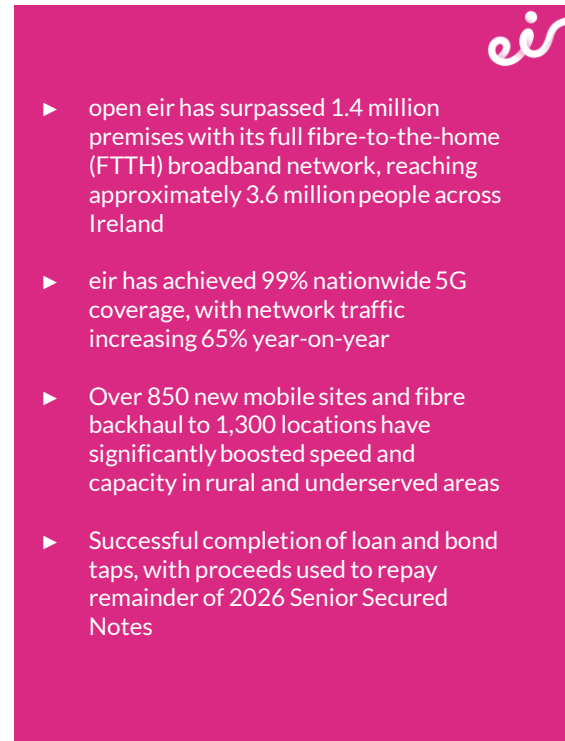 eir
► open eir has surpassed 1.4 million
premises with its full fibre-to-the-home
(FTTH) broadband network, reaching
approximately 3.6 million people across
Ireland
► eir has achieved 99% nationwide 5G
coverage, with network traffic
increasing 65% year-on-year
► Over 850 new mobile sites and fibre
backhaul to 1,300 locations have
significantly boosted speed and
capacity in rural and underserved areas
► Successful completion of loan and bond
taps, with proceeds used to repay
remainder of 2026 Senior Secured
Notes